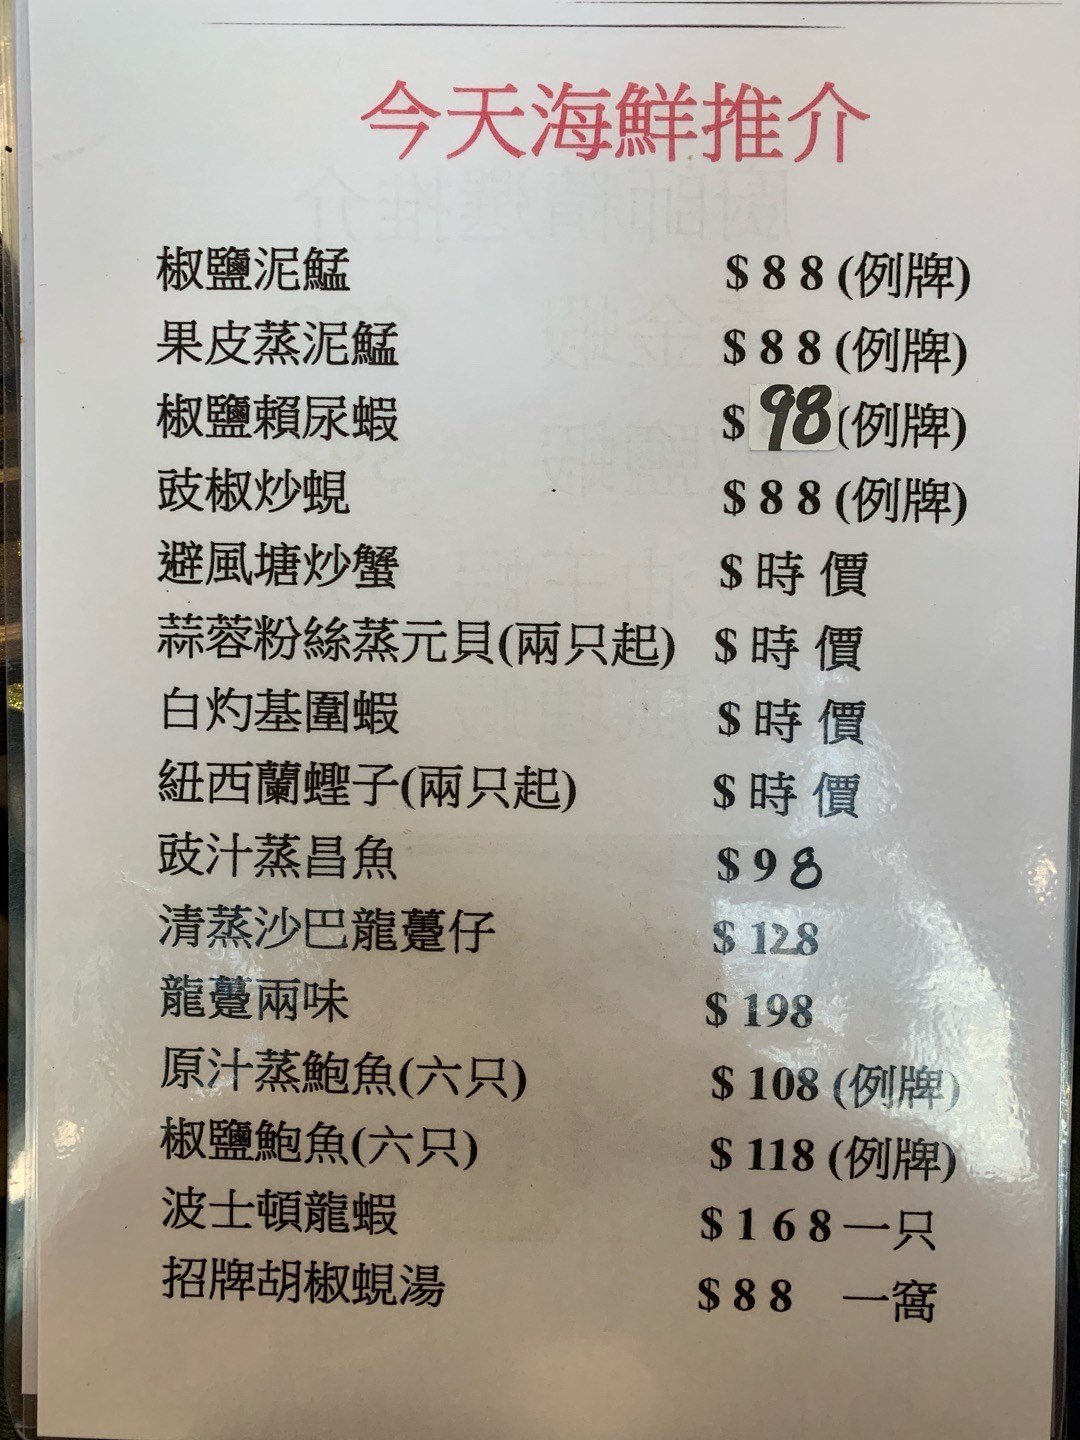 今天海鮮推介
椒鹽泥鯭 $88(例牌)
果皮蒸泥鯭 $88(例牌)
椒鹽賴尿蝦 $98(例牌)
豉椒炒蜆 $88(例牌)
避風塘炒蟹 $時價
蒜蓉粉絲蒸元貝(兩只起) $時價
白灼基圍蝦 $時價
紐西蘭蟶子(兩只起) $時價
豉汁蒸昌魚 $98
清蒸沙巴龍躉仔 $128
龍躉兩味 $198
原汁蒸鮑魚(六只) $108(例牌)
椒鹽鮑魚(六只) $118(例牌)
波士頓龍蝦 $168一只
招牌胡椒蜆湯 $88 一窩